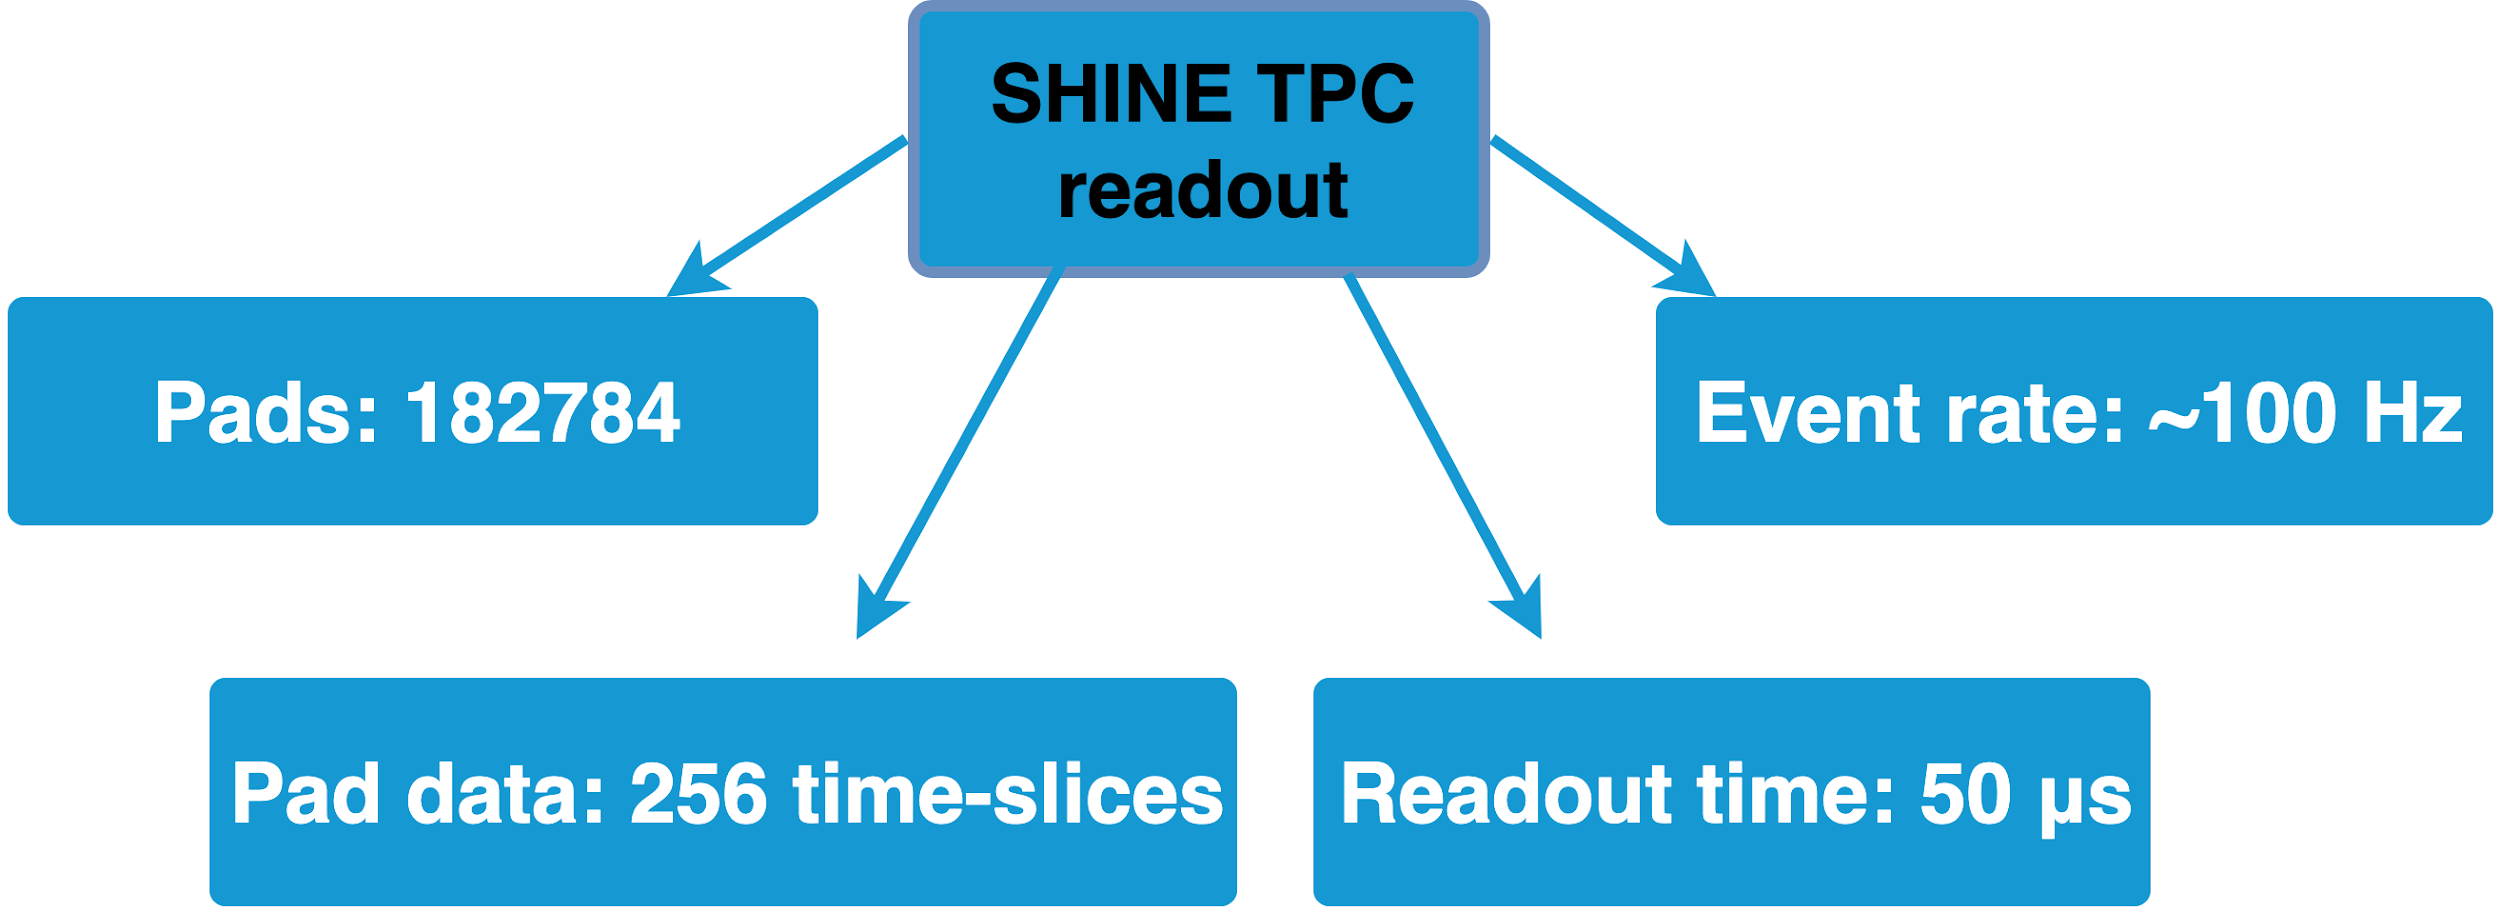 SHINE TPC
readout
Pads: 182784
Event rate: ~100 Hz
Pad data: 256 time-slices
Readout time: 50 µs